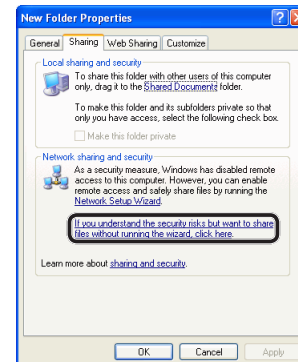 New Folder Properties
General Sharing Web Sharing Customize
Local sharing and security
To share this folder with other users of this computer
only, drag it to the Shared Documents folder.
To make this folder and its subfolders private so that
only you have access, select the following check box.
Make this folder private
Network sharing and security
As a security measure, Windows has disabled remote
access to this computer. However, you can enable
remote access and safely share files by running the
Network Setup Wizard.
If you understand the security risks but want to share
files without running the wizard, click here.
Learn more about sharing and security.
OK Cancel Apply